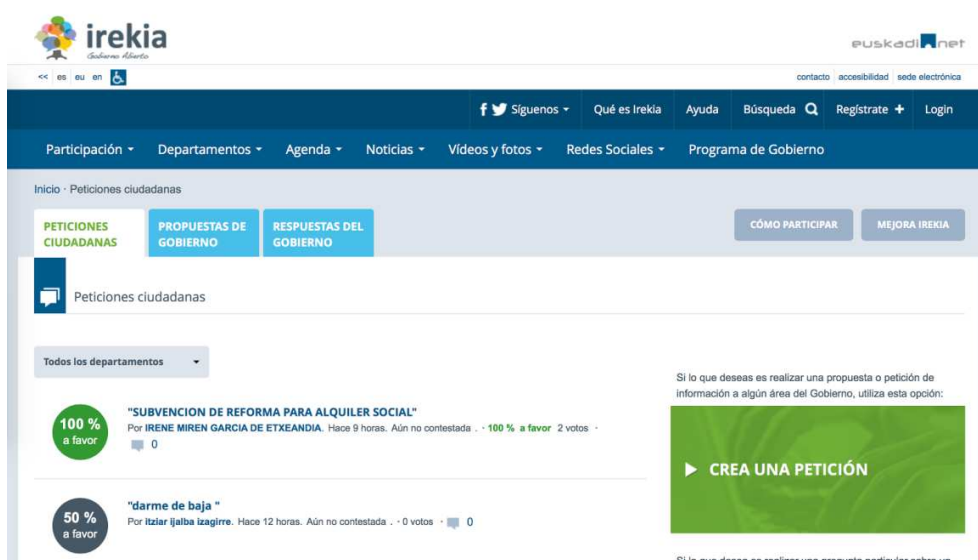 irekia
Gobierno Abierto
euskadi net
<< es eu en
contacto accesibilidad sede electrónica
Síguenos Qué es Irekia Ayuda Búsqueda Regístrate Login
Participación Departamentos Agenda Noticias Vídeos y fotos Redes Sociales Programa de Gobierno
Inicio · Peticiones ciudadanas
PETICIONES CIUDADANAS
PROPUESTAS DE GOBIERNO
RESPUESTAS DEL GOBIERNO
CÓMO PARTICIPAR
MEJORA IREKIA
Peticiones ciudadanas
Todos los departamentos
100 %
a favor
"SUBVENCION DE REFORMA PARA ALQUILER SOCIAL"
Por IRENE MIREN GARCIA DE ETXEANDIA. Hace 9 horas. Aún no contestada . · 100 % a favor 2 votos ·
0
50 %
a favor
"darme de baja "
Por itziar ijalba izagirre. Hace 12 horas. Aún no contestada . · 0 votos · 0
Si lo que deseas es realizar una propuesta o petición de
información a algún área del Gobierno, utiliza esta opción:
CREA UNA PETICIÓN